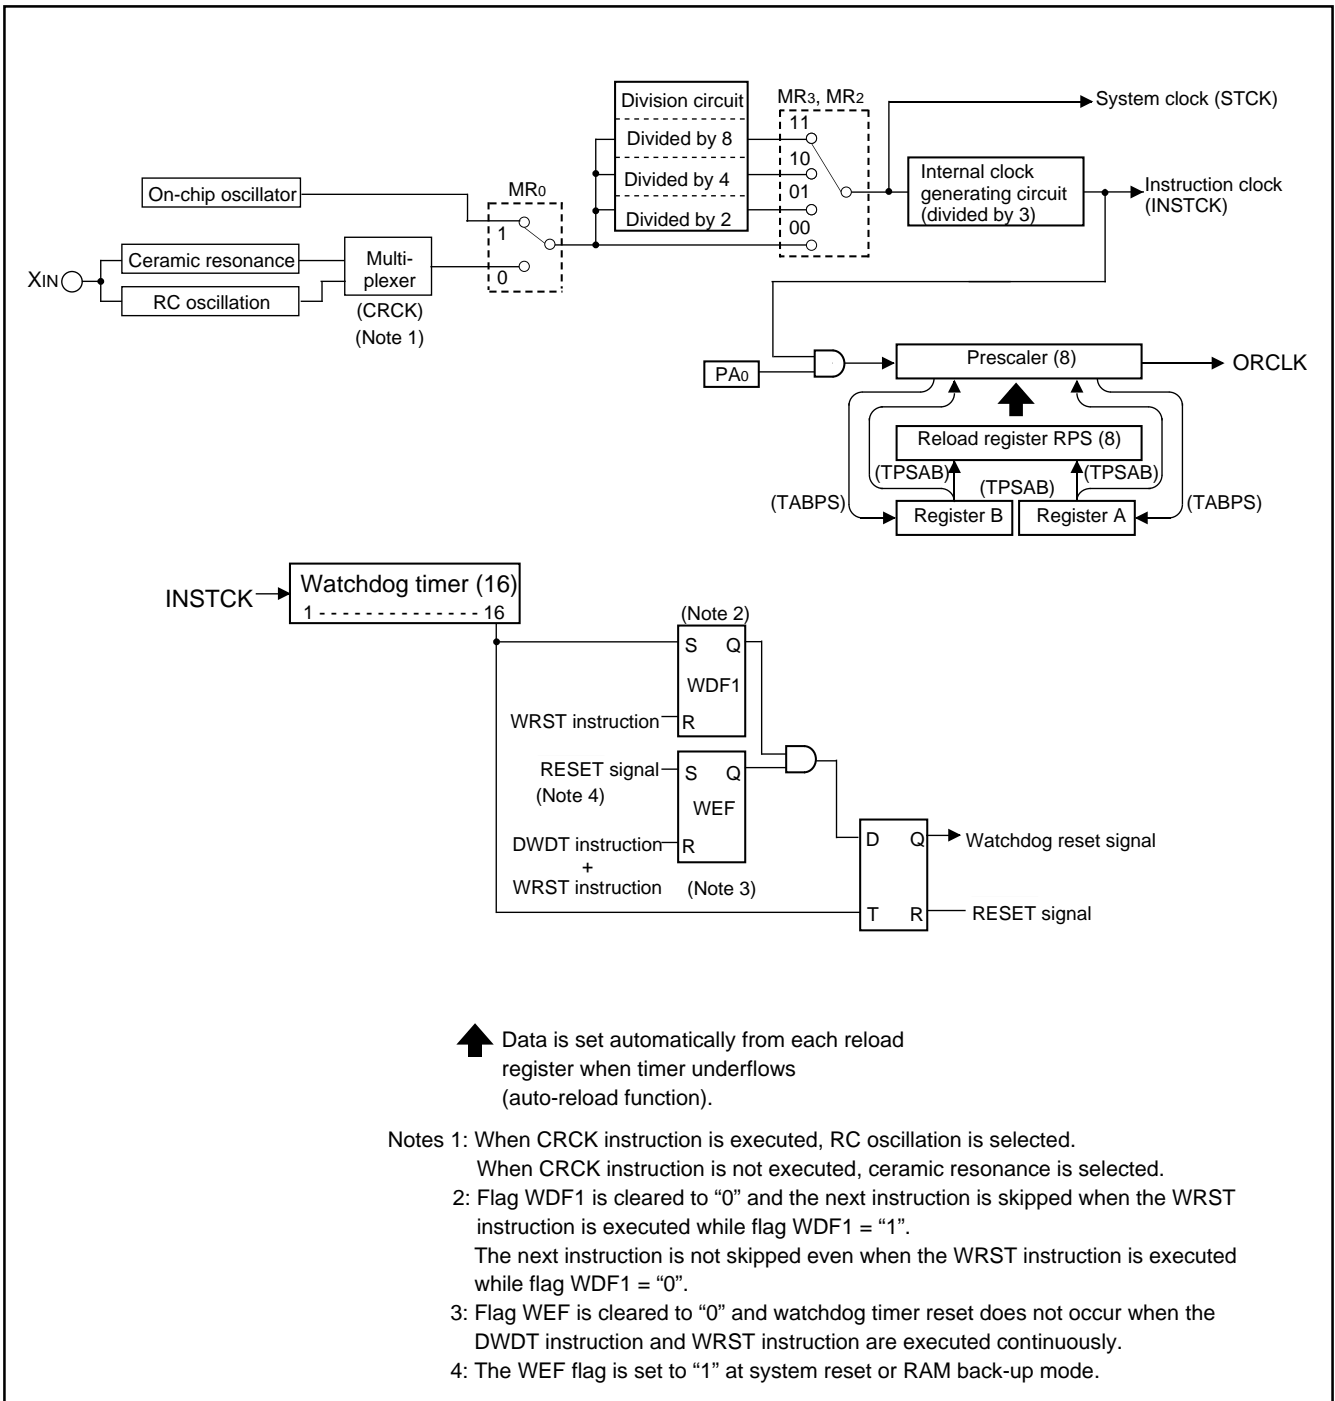 Division circuit
MR3, MR2
System clock (STCK)
11
Divided by 8
10
Divided by 4
01
Divided by 2
00
Internal clock
generating circuit
(divided by 3)
Instruction clock
(INSTCK)
On-chip oscillator
MR0
1
0
XIN
Ceramic resonance
RC oscillation
Multi-
plexer
(CRCK)
(Note 1)
PA0
Prescaler (8)
ORCLK
Reload register RPS (8)
(TPSAB)
(TPSAB)
(TPSAB)
(TABPS)
Register B
Register A
(TABPS)
INSTCK
Watchdog timer (16)
1 - - - - - - - - - - - - - - 16
(Note 2)
S Q
WDF1
WRST instruction
R
RESET signal
(Note 4)
S Q
WEF
DWDT instruction
+
WRST instruction
R
(Note 3)
D Q
Watchdog reset signal
T R
RESET signal
Data is set automatically from each reload
register when timer underflows
(auto-reload function).
Notes 1: When CRCK instruction is executed, RC oscillation is selected.
When CRCK instruction is not executed, ceramic resonance is selected.
2: Flag WDF1 is cleared to “0” and the next instruction is skipped when the WRST
instruction is executed while flag WDF1 = “1”.
The next instruction is not skipped even when the WRST instruction is executed
while flag WDF1 = “0”.
3: Flag WEF is cleared to “0” and watchdog timer reset does not occur when the
DWDT instruction and WRST instruction are executed continuously.
4: The WEF flag is set to “1” at system reset or RAM back-up mode.